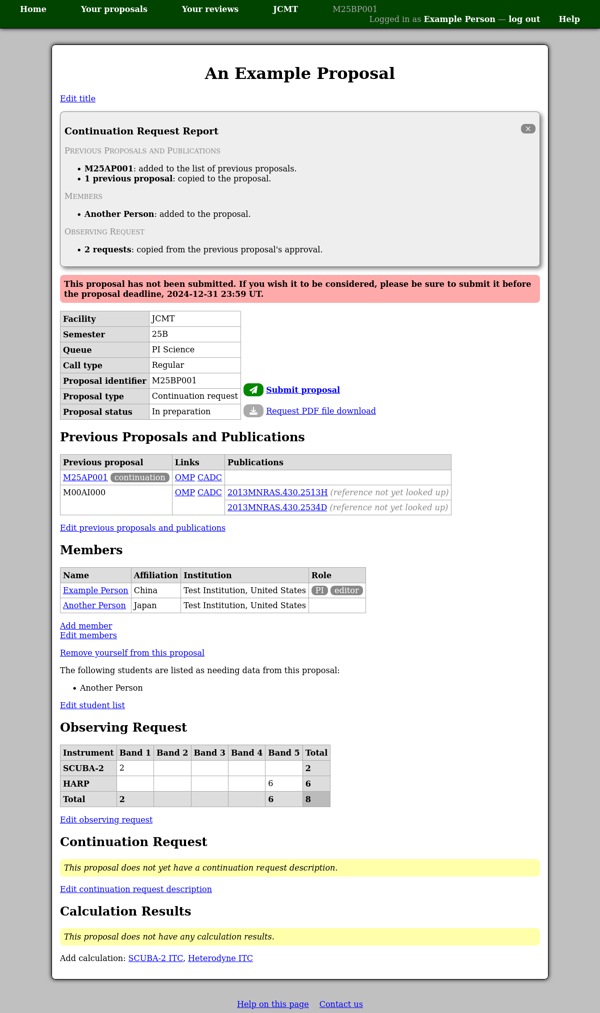 Home Your proposals Your reviews JCMT M25BP001
Logged in as Example Person — log out Help
An Example Proposal
Edit title
Continuation Request Report
Previous Proposals and Publications
• M25AP001: added to the list of previous proposals.
• 1 previous proposal: copied to the proposal.
Members
• Another Person: added to the proposal.
Observing Request
• 2 requests: copied from the previous proposal's approval.
This proposal has not been submitted. If you wish it to be considered, please be sure to submit it before
the proposal deadline, 2024-12-31 23:59 UT.
Facility JCMT
Semester 25B
Queue PI Science
Call type Regular
Proposal identifier M25BP001
Proposal type Continuation request
Proposal status In preparation
Submit proposal
Request PDF file download
Previous Proposals and Publications
Previous proposal Links Publications
M25AP001 continuation OMP CADC
M00AI000 OMP CADC 2013MNRAS.430.2513H (reference not yet looked up)
2013MNRAS.430.2534D (reference not yet looked up)
Edit previous proposals and publications
Members
Name Affiliation Institution Role
Example Person China Test Institution, United States PI editor
Another Person Japan Test Institution, United States
Add member
Edit members
Remove yourself from this proposal
The following students are listed as needing data from this proposal:
• Another Person
Edit student list
Observing Request
Instrument Band 1 Band 2 Band 3 Band 4 Band 5 Total
SCUBA-2 2 2
HARP 6 6
Total 2 6 8
Edit observing request
Continuation Request
This proposal does not yet have a continuation request description.
Edit continuation request description
Calculation Results
This proposal does not have any calculation results.
Add calculation: SCUBA-2 ITC, Heterodyne ITC
Help on this page Contact us